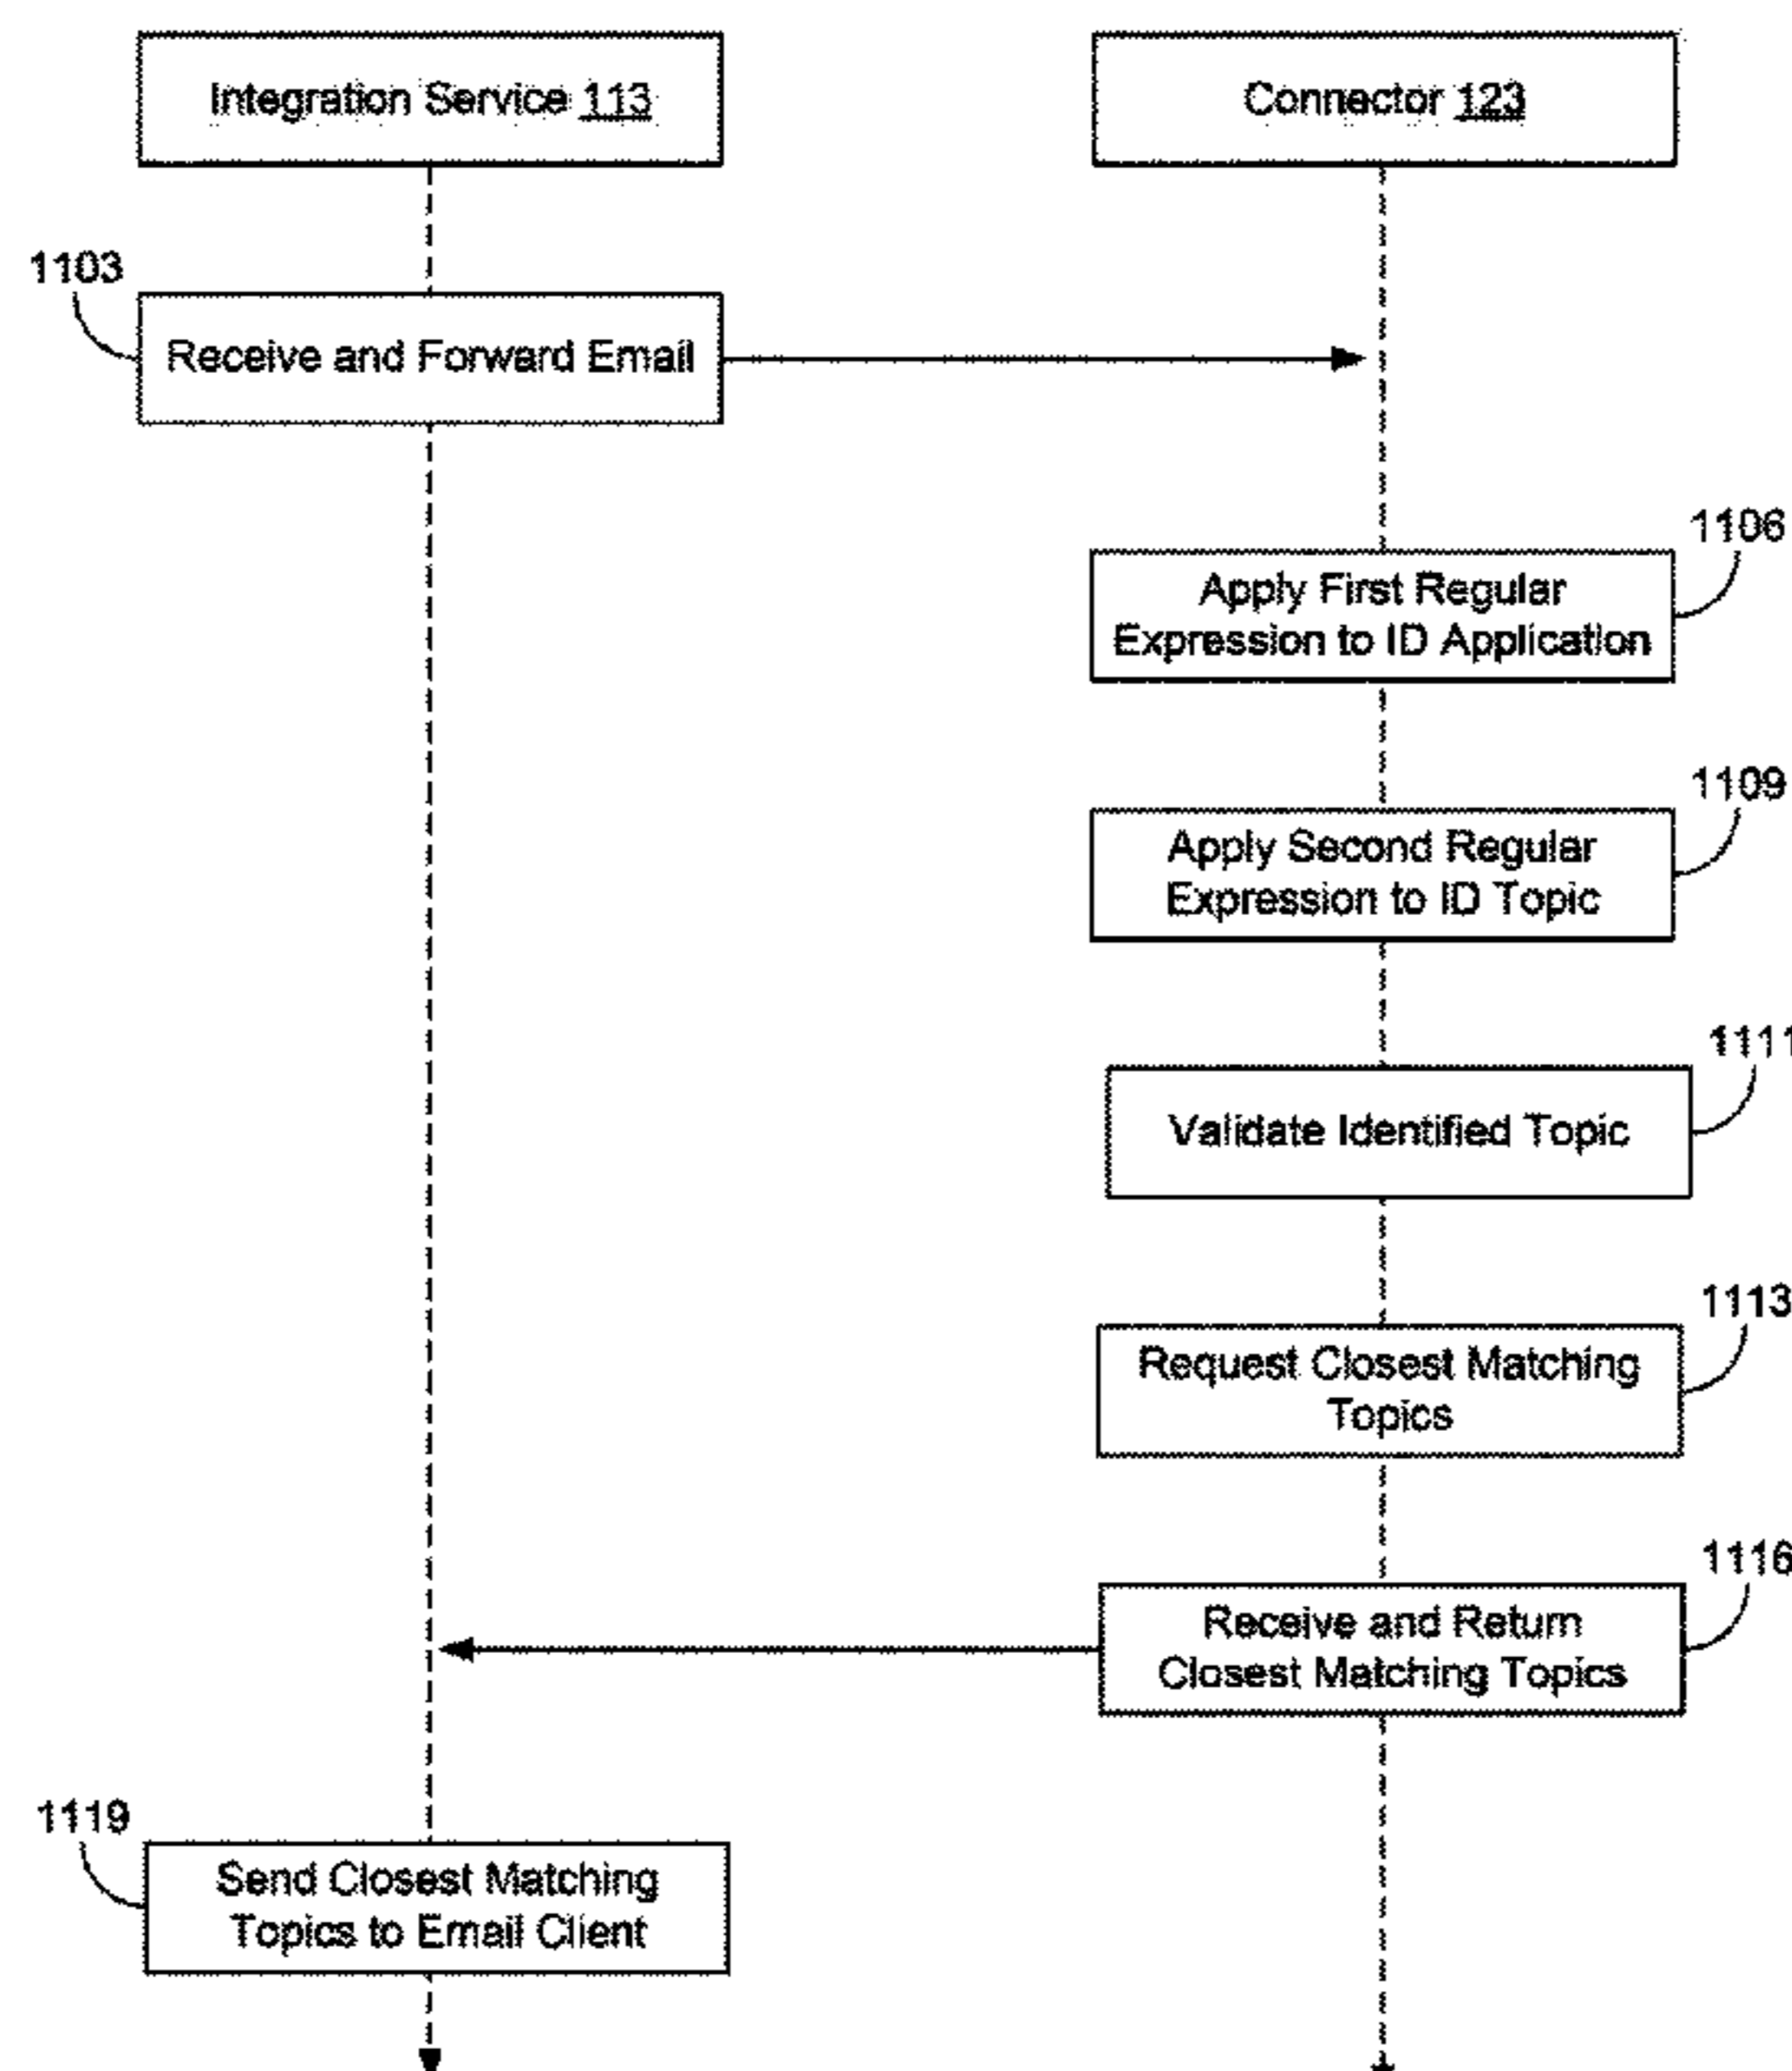 Integration Service 113
Connector 123
1103
Receive and Forward Email
1106
Apply First Regular
Expression to ID Application
1109
Apply Second Regular
Expression to ID Topic
1111
Validate Identified Topic
1113
Request Closest Matching
Topics
1116
Receive and Return
Closest Matching Topics
1119
Send Closest Matching
Topics to Email Client